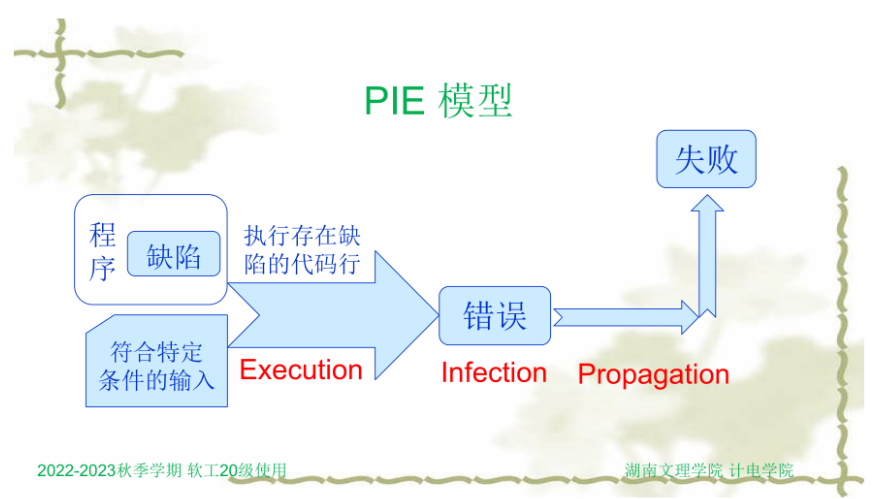 PIE 模型
失败
程
序
缺陷
执行存在缺
陷的代码行
错误
符合特定
条件的输入
Execution
Infection
Propagation
2022-2023秋季学期 软工20级使用
湖南文理学院 计电学院